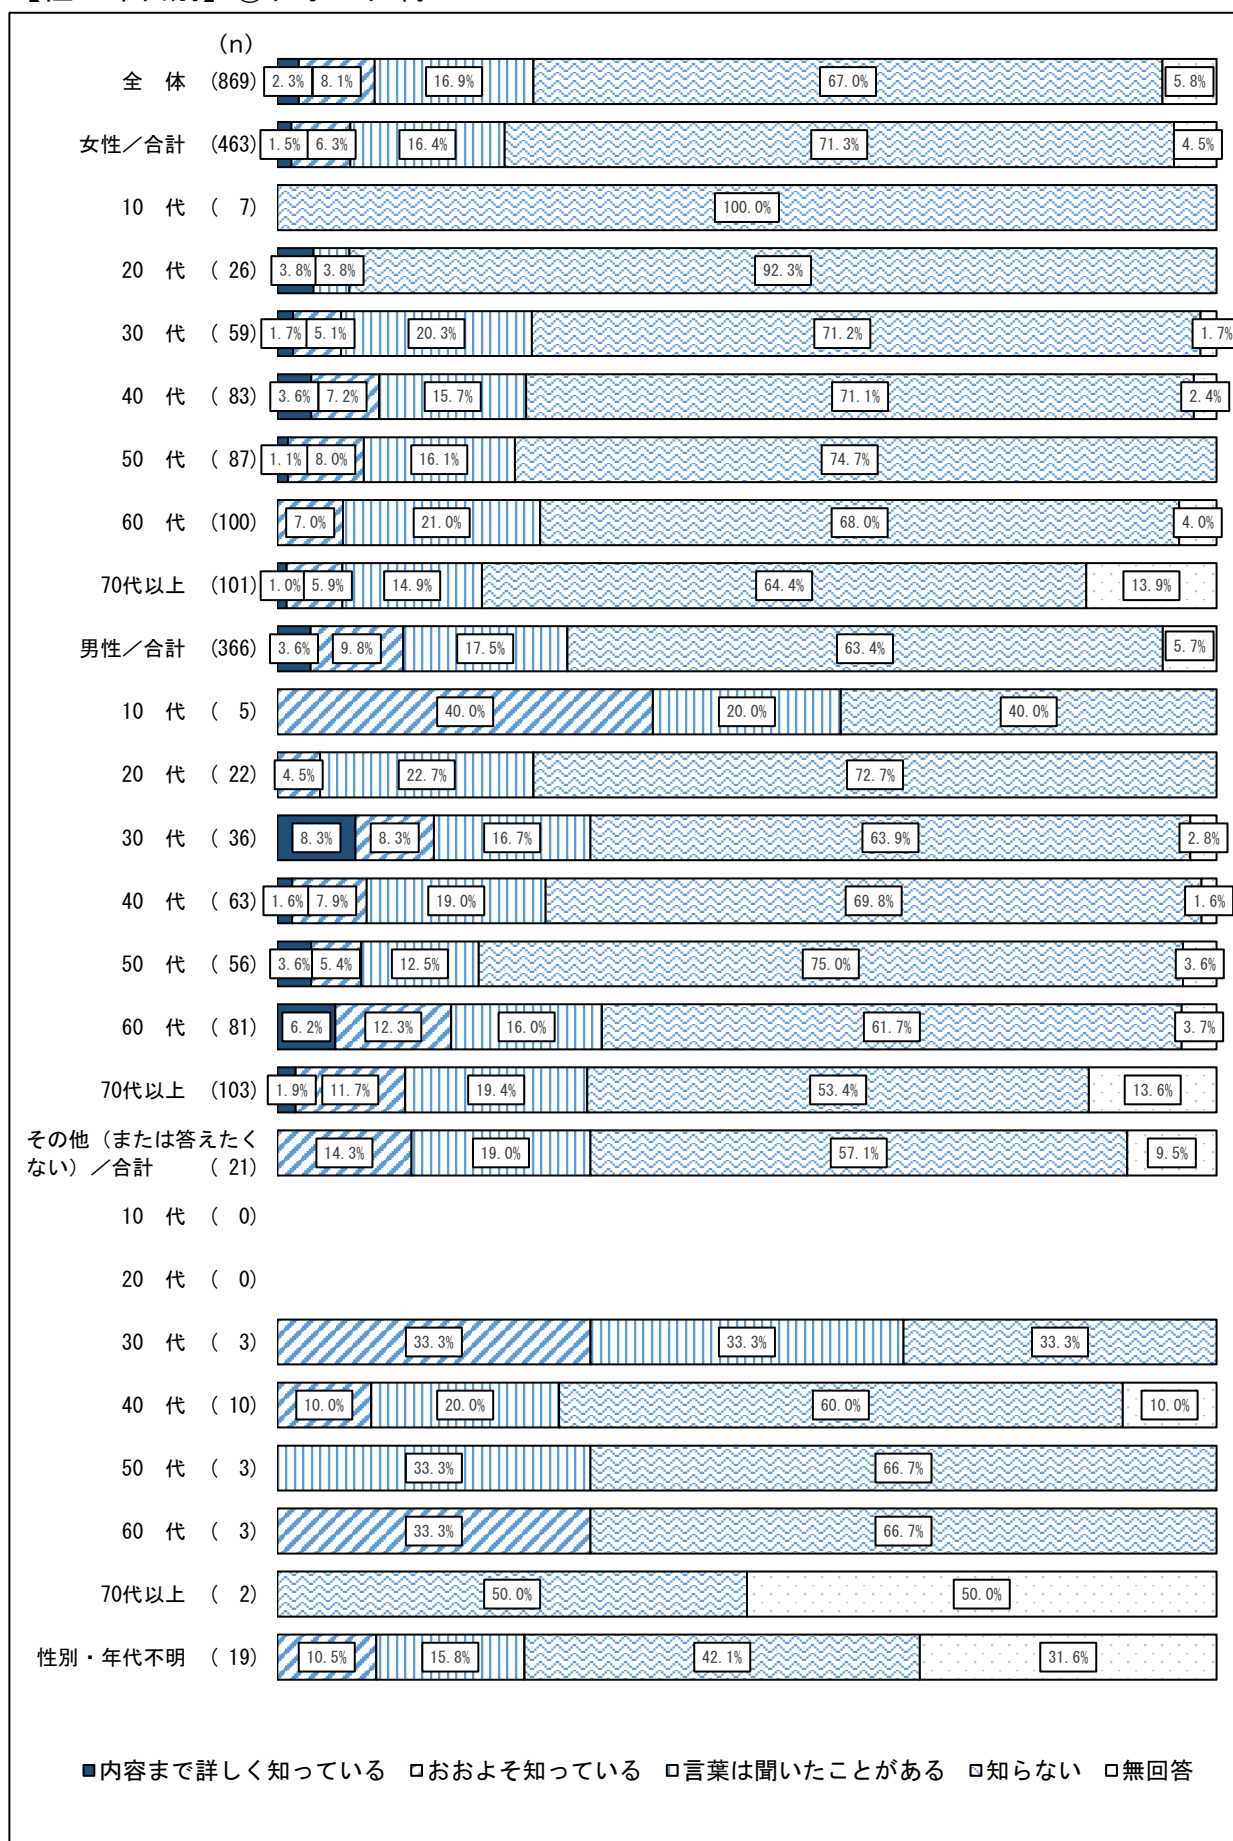 (n)
全　体 (869) 2.3% 8.1% 16.9% 67.0% 5.8%
女性／合計 (463) 1.5% 6.3% 16.4% 71.3% 4.5%
10　代 ( 7) 100.0%
20　代 ( 26) 3.8% 3.8% 92.3%
30　代 ( 59) 1.7% 5.1% 20.3% 71.2% 1.7%
40　代 ( 83) 3.6% 7.2% 15.7% 71.1% 2.4%
50　代 ( 87) 1.1% 8.0% 16.1% 74.7%
60　代 (100) 7.0% 21.0% 68.0% 4.0%
70代以上 (101) 1.0% 5.9% 14.9% 64.4% 13.9%
男性／合計 (366) 3.6% 9.8% 17.5% 63.4% 5.7%
10　代 ( 5) 40.0% 20.0% 40.0%
20　代 ( 22) 4.5% 22.7% 72.7%
30　代 ( 36) 8.3% 8.3% 16.7% 63.9% 2.8%
40　代 ( 63) 1.6% 7.9% 19.0% 69.8% 1.6%
50　代 ( 56) 3.6% 5.4% 12.5% 75.0% 3.6%
60　代 ( 81) 6.2% 12.3% 16.0% 61.7% 3.7%
70代以上 (103) 1.9% 11.7% 19.4% 53.4% 13.6%
その他（または答えたく
ない）／合計 ( 21) 14.3% 19.0% 57.1% 9.5%
10　代 ( 0)
20　代 ( 0)
30　代 ( 3) 33.3% 33.3% 33.3%
40　代 ( 10) 10.0% 20.0% 60.0% 10.0%
50　代 ( 3) 33.3% 66.7%
60　代 ( 3) 33.3% 66.7%
70代以上 ( 2) 50.0% 50.0%
性別・年代不明 ( 19) 10.5% 15.8% 42.1% 31.6%
内容まで詳しく知っている おおよそ知っている 言葉は聞いたことがある 知らない 無回答